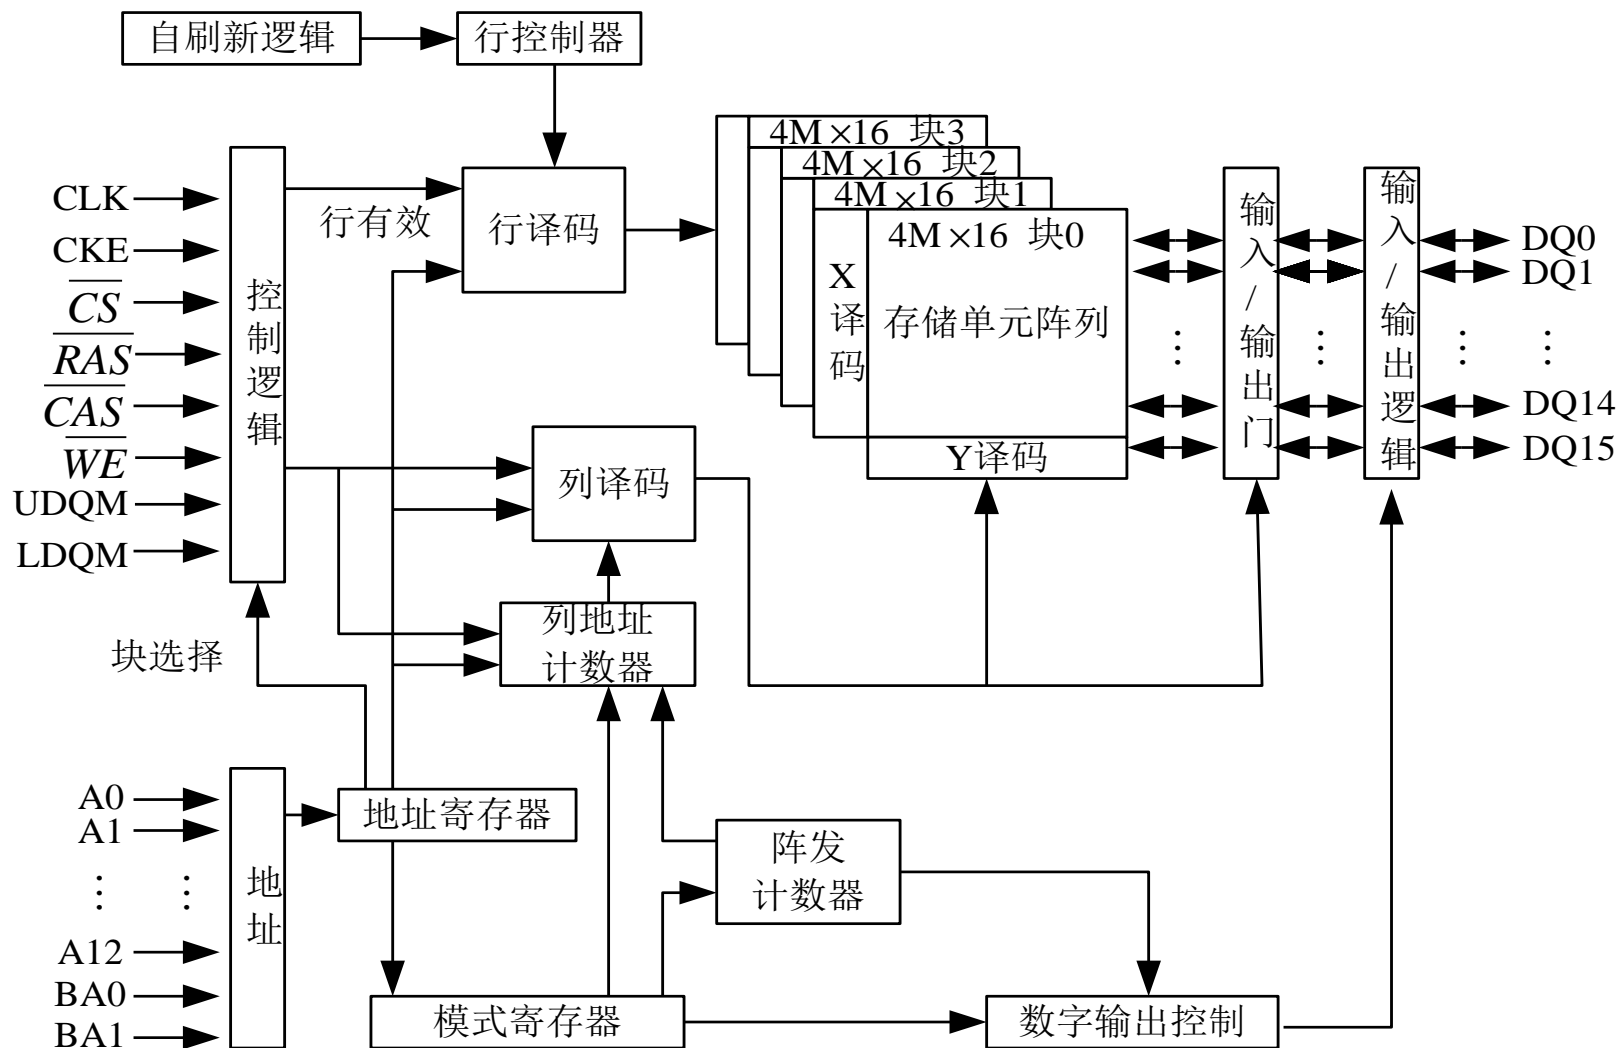 自刷新逻辑
行控制器
4M×16 块3
4M×16 块2
4M×16 块1
4M×16 块0
CLK
CKE
CS
RAS
CAS
WE
UDQM
LDQM
控制逻辑
行有效
行译码
X译码
存储单元阵列
Y译码
输入/输出门
输入/输出逻辑
DQ0
DQ1
⋮ ⋮ ⋮ ⋮
DQ14
DQ15
列译码
列地址
计数器
块选择
A0
A1
⋮ ⋮
A12
BA0
BA1
地址
地址寄存器
阵发
计数器
模式寄存器
数字输出控制